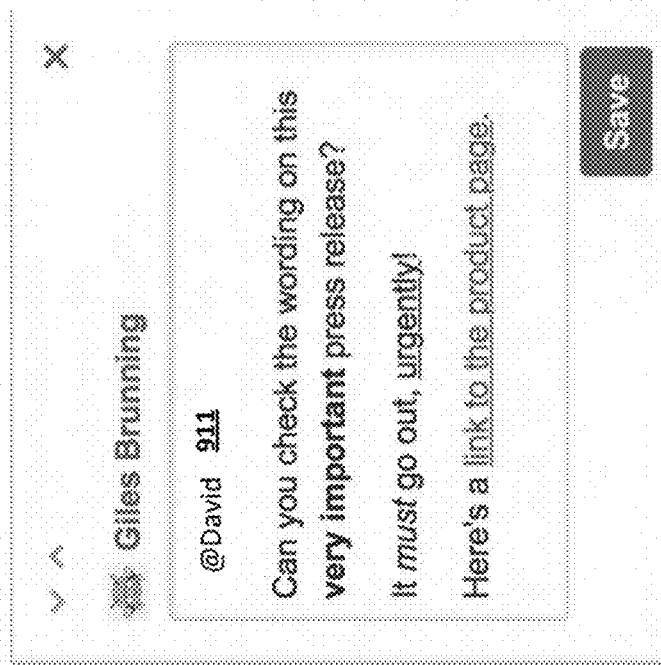 Giles Brunning
@David 911
Can you check the wording on this
very important press release?
It must go out, urgently!
Here's a link to the product page.
Save